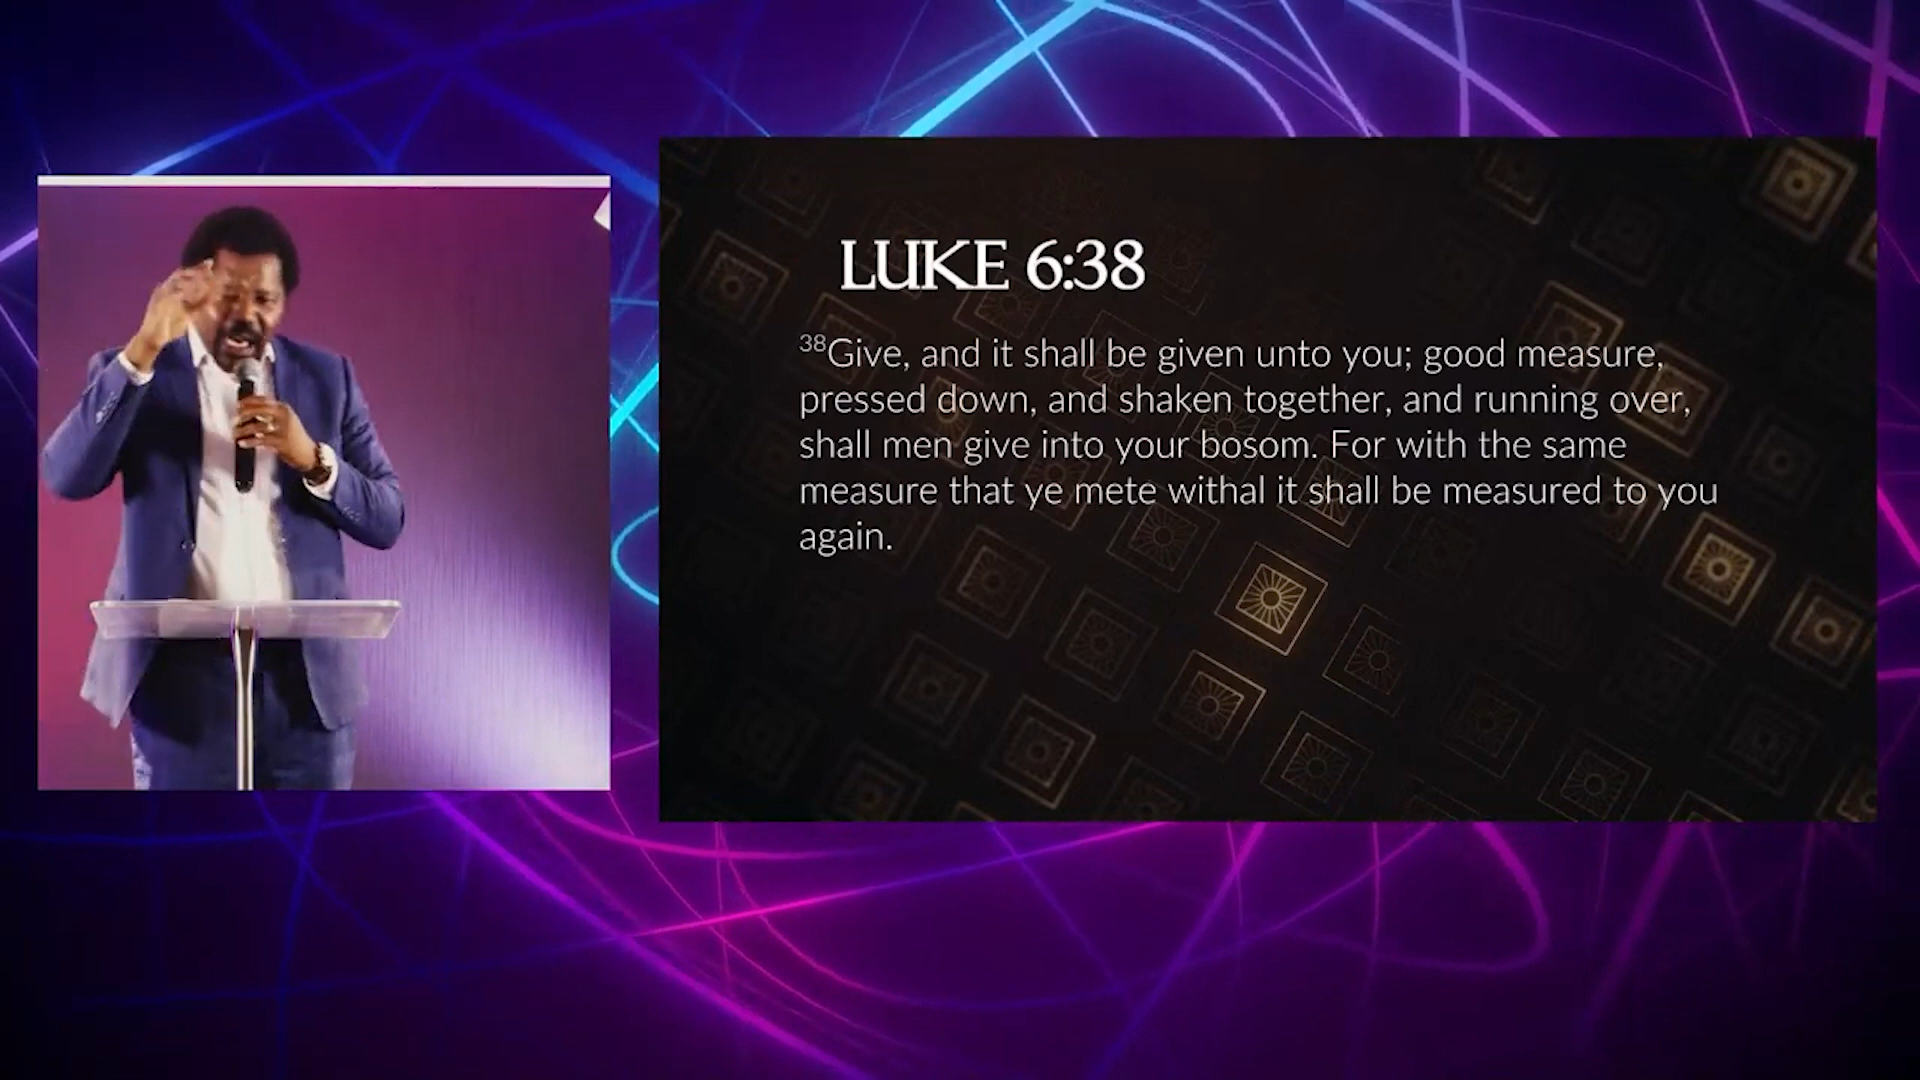 LUKE 6:38
38Give, and it shall be given unto you; good measure,
pressed down, and shaken together, and running over,
shall men give into your bosom. For with the same
measure that ye mete withal it shall be measured to you
again.